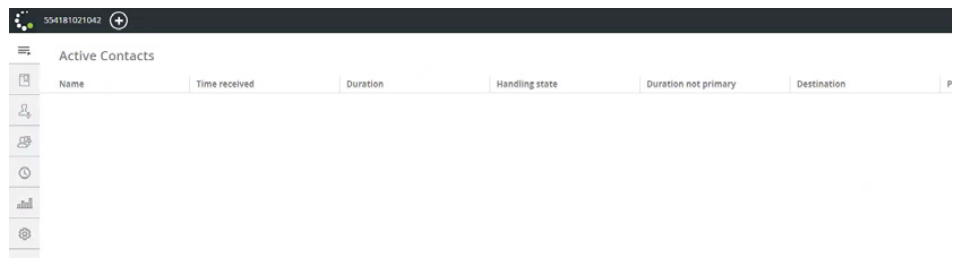 554181021042
Active Contacts
Name Time received Duration Handling state Duration not primary Destination P